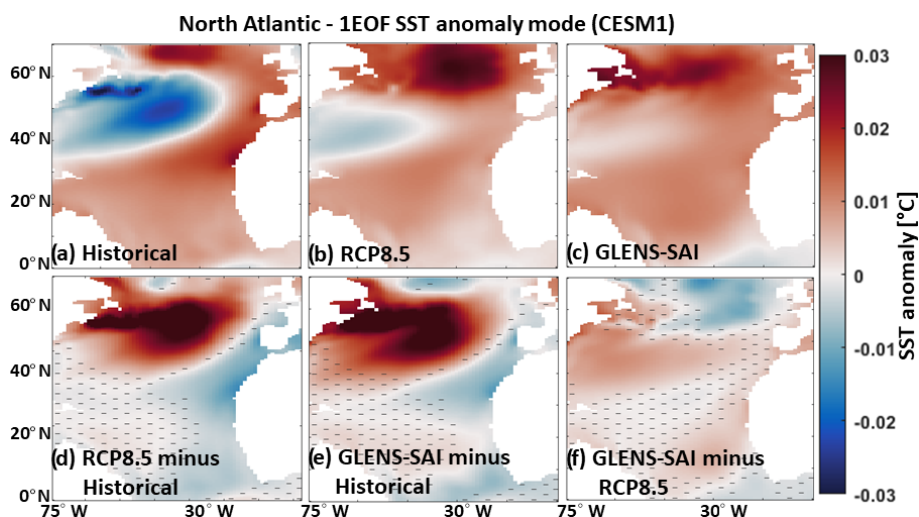 North Atlantic - 1EOF SST anomaly mode (CESM1)
60° N
40° N
20° N
0° N
(a) Historical
(b) RCP8.5
(c) GLENS-SAI
60° N
40° N
20° N
0° N
(d) RCP8.5 minus
Historical
(e) GLENS-SAI minus
Historical
(f) GLENS-SAI minus
RCP8.5
75° W
30° W
75° W
30° W
75° W
30° W
0.03
0.02
0.01
0
-0.01
-0.02
-0.03
SST anomaly [°C]